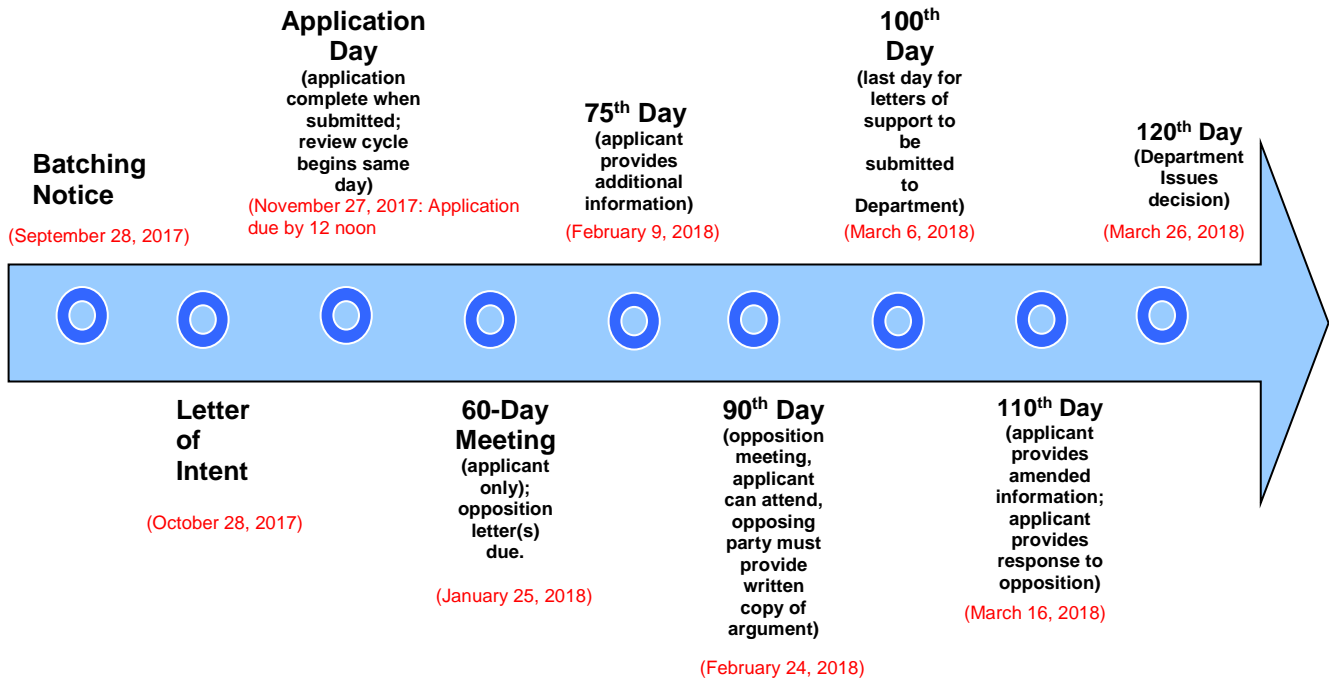 Batching
Notice
(September 28, 2017)
Letter
of
Intent
(October 28, 2017)
Application
Day
(application
complete when
submitted;
review cycle
begins same
day)
(November 27, 2017: Application
due by 12 noon
60-Day
Meeting
(applicant
only);
opposition
letter(s)
due.
(January 25, 2018)
75th Day
(applicant
provides
additional
information)
(February 9, 2018)
90th Day
(opposition
meeting,
applicant
can attend,
opposing
party must
provide
written
copy of
argument)
(February 24, 2018)
100th
Day
(last day for
letters of
support to
be
submitted
to
Department)
(March 6, 2018)
110th Day
(applicant
provides
amended
information;
applicant
provides
response to
opposition)
(March 16, 2018)
120th Day
(Department
Issues
decision)
(March 26, 2018)